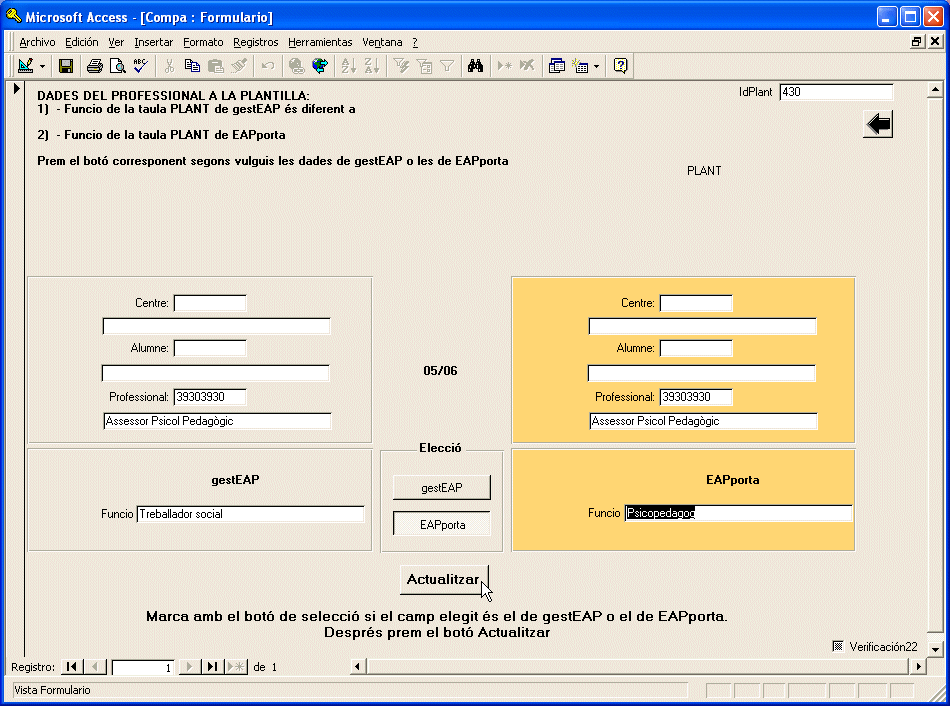 Microsoft Access - [Compa : Formulario]
Archivo Edición Ver Insertar Formato Registros Herramientas Ventana ?
DADES DEL PROFESSIONAL A LA PLANTILLA:
1) - Funcio de la taula PLANT de gestEAP és diferent a
2) - Funcio de la taula PLANT de EAPporta
Prem el botó corresponent segons vulguis les dades de gestEAP o les de EAPporta
IdPlant 430
PLANT
Centre:
Alumne:
Professional: 39303930
Assessor Psicol Pedagògic
05/06
Centre:
Alumne:
Professional: 39303930
Assessor Psicol Pedagògic
gestEAP
Funcio Treballador social
Elecció
gestEAP
EAPporta
EAPporta
Funcio Psicopedagog
Actualitzar
Marca amb el botó de selecció si el camp elegit és el de gestEAP o el de EAPporta.
Després prem el botó Actualitzar
Verificación22
Registro: 1 de 1
Vista Formulario